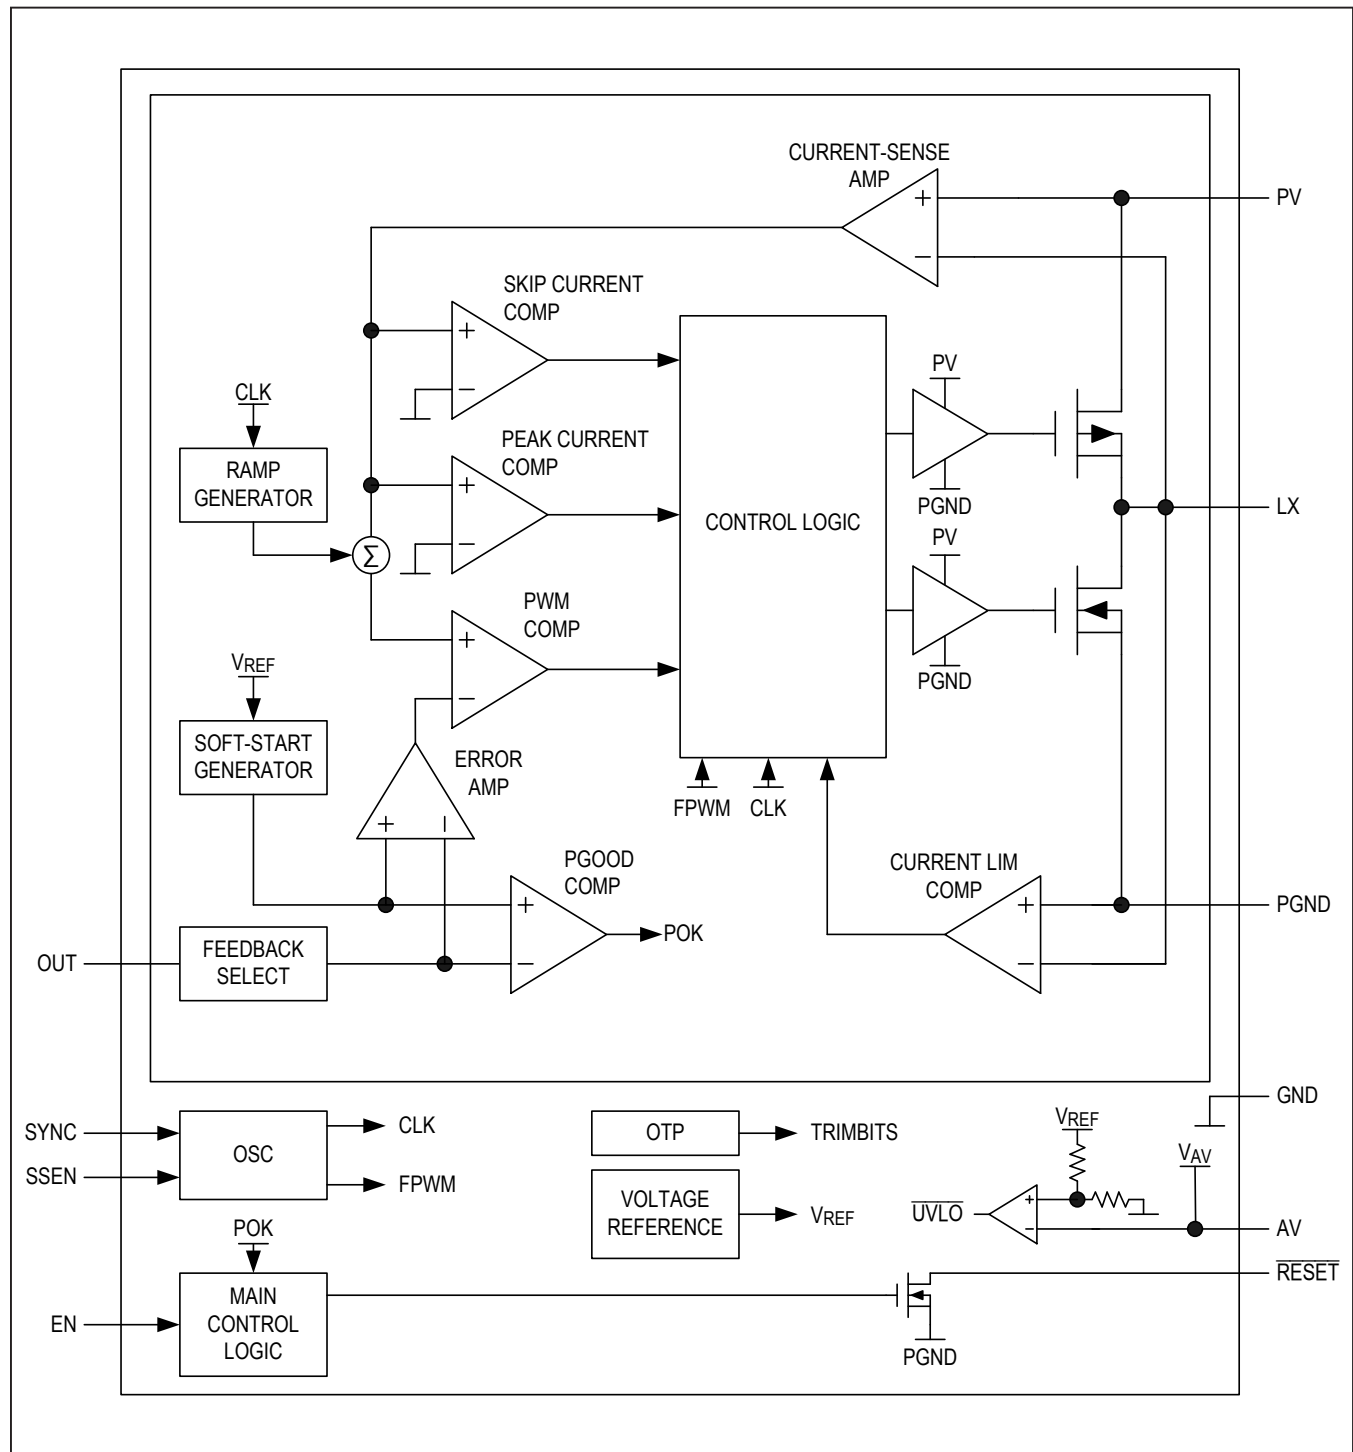 CURRENT-SENSE
AMP
+
−
PV
SKIP CURRENT
COMP
+
−
CLK
RAMP
GENERATOR
PEAK CURRENT
COMP
+
−
Σ
CONTROL LOGIC
PV
PGND
PV
PGND
LX
PWM
COMP
+
−
VREF
SOFT-START
GENERATOR
ERROR
AMP
+
−
FPWM
CLK
PGOOD
COMP
+
−
POK
CURRENT LIM
COMP
+
−
PGND
OUT
FEEDBACK
SELECT
GND
SYNC
SSEN
OSC
CLK
FPWM
OTP
TRIMBITS
VOLTAGE
REFERENCE
VREF
VREF
VAV
UVLO
+
−
AV
POK
EN
MAIN
CONTROL
LOGIC
PGND
RESET